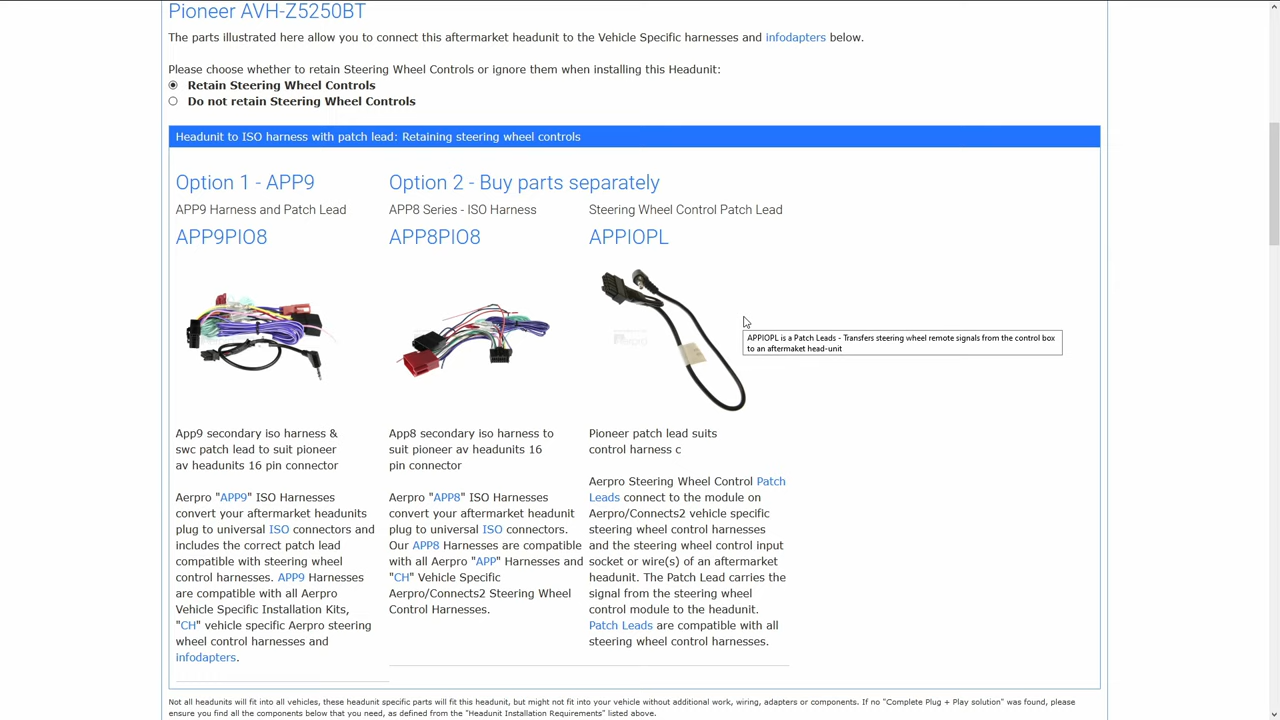 Pioneer AVH-Z5250BT
The parts illustrated here allow you to connect this aftermarket headunit to the Vehicle Specific harnesses and infodapters below.
Please choose whether to retain Steering Wheel Controls or ignore them when installing this Headunit:
Retain Steering Wheel Controls
Do not retain Steering Wheel Controls
Headunit to ISO harness with patch lead: Retaining steering wheel controls
Option 1 - APP9
APP9 Harness and Patch Lead
APP9PIO8
App9 secondary iso harness &
swc patch lead to suit pioneer
av headunits 16 pin connector
Aerpro "APP9" ISO Harnesses
convert your aftermarket headunits
plug to universal ISO connectors and
includes the correct patch lead
compatible with steering wheel
control harnesses. APP9 Harnesses
are compatible with all Aerpro
Vehicle Specific Installation Kits,
"CH" vehicle specific Aerpro steering
wheel control harnesses and
infodapters.
Option 2 - Buy parts separately
APP8 Series - ISO Harness
APP8PIO8
App8 secondary iso harness to
suit pioneer av headunits 16
pin connector
Aerpro "APP8" ISO Harnesses
convert your aftermarket headunit
plug to universal ISO connectors.
Our APP8 Harnesses are compatible
with all Aerpro "APP" Harnesses and
"CH" Vehicle Specific
Aerpro/Connects2 Steering Wheel
Control Harnesses.
Steering Wheel Control Patch Lead
APPIOPL
APPIOPL is a Patch Leads - Transfers steering wheel remote signals from the control box
to an aftermaket head-unit
Pioneer patch lead suits
control harness c
Aerpro Steering Wheel Control Patch
Leads connect to the module on
Aerpro/Connects2 vehicle specific
steering wheel control harnesses
and the steering wheel control input
socket or wire(s) of an aftermarket
headunit. The Patch Lead carries the
signal from the steering wheel
control module to the headunit.
Patch Leads are compatible with all
steering wheel control harnesses.
Not all headunits will fit into all vehicles, these headunit specific parts will fit this headunit, but might not fit into your vehicle without additional work, wiring, adapters or components. If no "Complete Plug + Play solution" was found, please
ensure you find all the components below that you need, as defined from the "Headunit Installation Requirements" listed above.